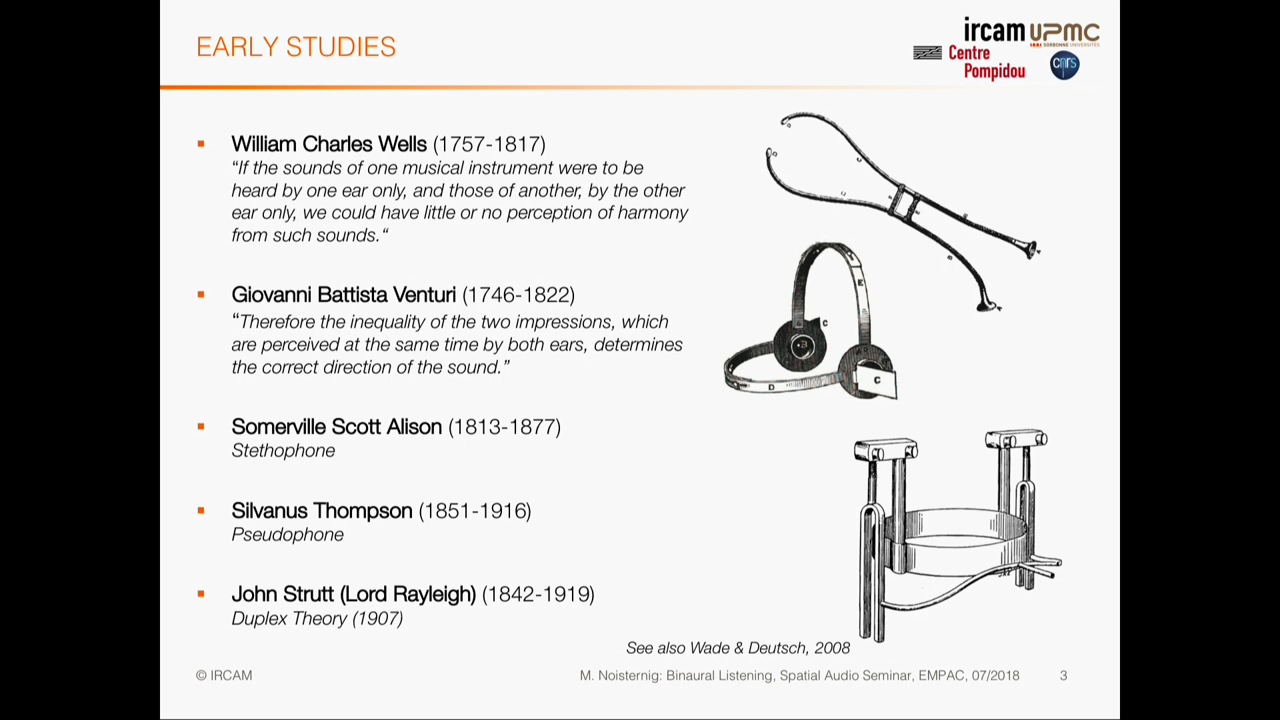 EARLY STUDIES
ircam UPMC
SORBONNE UNIVERSITÉS
Centre
Pompidou
cnrs
William Charles Wells (1757-1817)
“If the sounds of one musical instrument were to be
heard by one ear only, and those of another, by the other
ear only, we could have little or no perception of harmony
from such sounds.“
Giovanni Battista Venturi (1746-1822)
“Therefore the inequality of the two impressions, which
are perceived at the same time by both ears, determines
the correct direction of the sound.”
C
E
B
D
C
Somerville Scott Alison (1813-1877)
Stethophone
Silvanus Thompson (1851-1916)
Pseudophone
John Strutt (Lord Rayleigh) (1842-1919)
Duplex Theory (1907)
See also Wade & Deutsch, 2008
© IRCAM
M. Noisternig: Binaural Listening, Spatial Audio Seminar, EMPAC, 07/2018
3